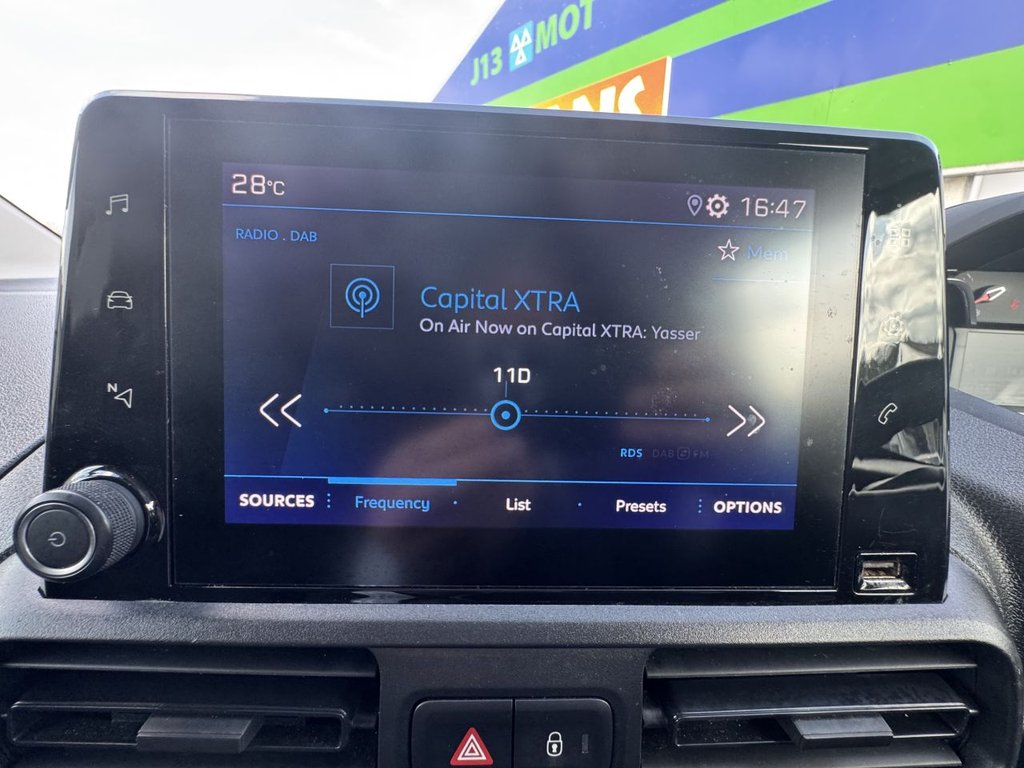 J13 MOT
ANS
28°C
16:47
RADIO . DAB
Mem
Capital XTRA
On Air Now on Capital XTRA: Yasser
11D
RDS DAB FM
SOURCES Frequency List Presets OPTIONS
N